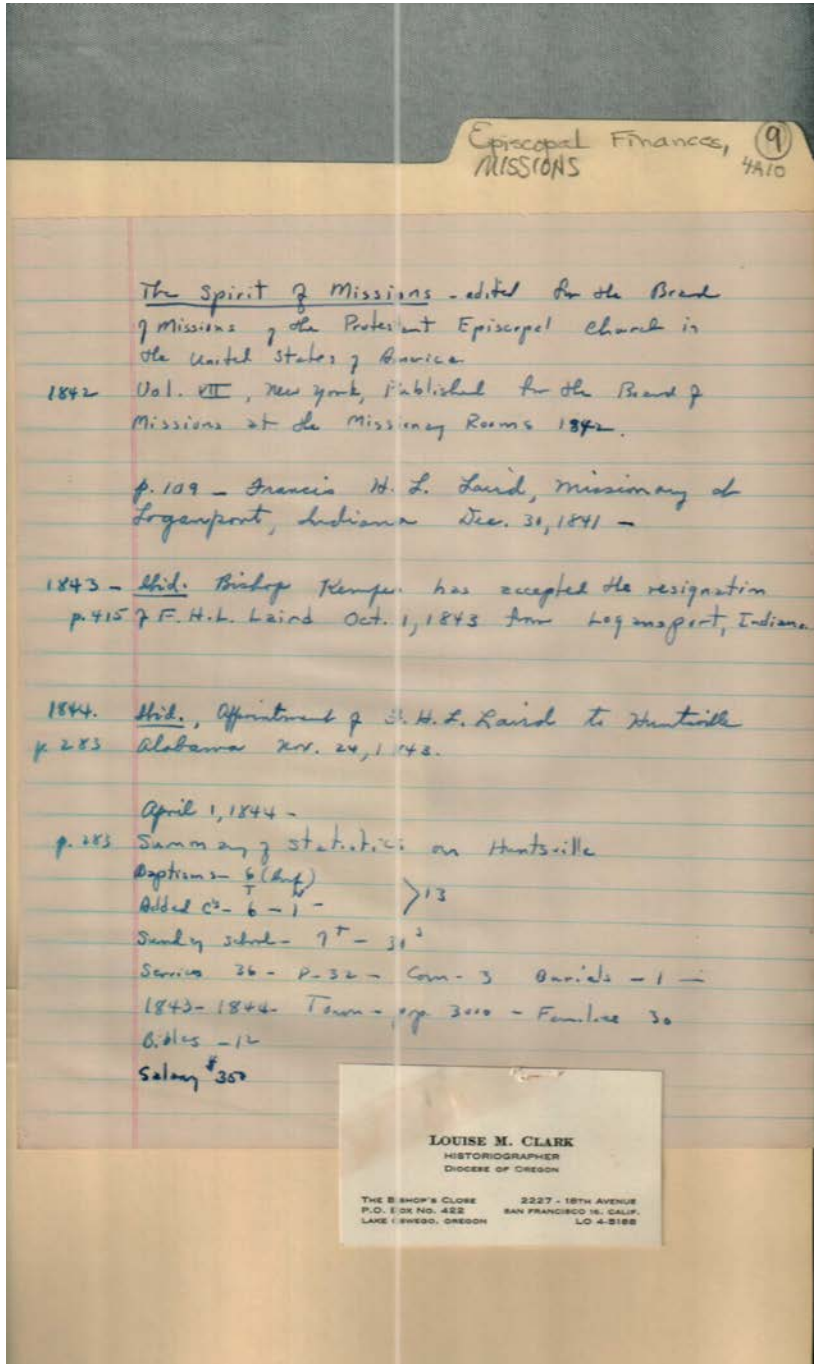 Episcopal Finances, 9
MISSIONS 4A10
The Spirit of Missions - edited for the Board
of Missions of the Protestant Episcopal Church in
the United States of America
1842 Vol. VII, New York, Published for the Board of
Missions at the Missionary Rooms 1842.
p. 109 - Francis H. L. Laird, Missionary at
Logansport, Indiana Dec. 30, 1841 -
1843 - Ibid. Bishop Kemper has accepted the resignation
p. 415 of F. H. L. Laird Oct. 1, 1843 from Logansport, Indiana
1844. Ibid., Appointment of F. H. L. Laird to Huntsville
p. 283 Alabama Nov. 24, 1843.
April 1, 1844 -
p. 283 Summary of statistics on Huntsville
Baptisms - 6 (Inf)
Added C's - 6 - 1 - 13
Sunday School - 7 T - 31 S
Services 36 - P - 32 - Com - 3 Burials - 1 -
1843 - 1844 - Town - pop. 3000 - Families 30
Bibles - 12
Salary $350
LOUISE M. CLARK
HISTORIOGRAPHER
DIOCESE OF OREGON
THE BISHOP'S CLOSE 2227 - 18TH AVENUE
P.O. BOX No. 422 SAN FRANCISCO 16, CALIF.
LAKE OSWEGO, OREGON LO 4-5188